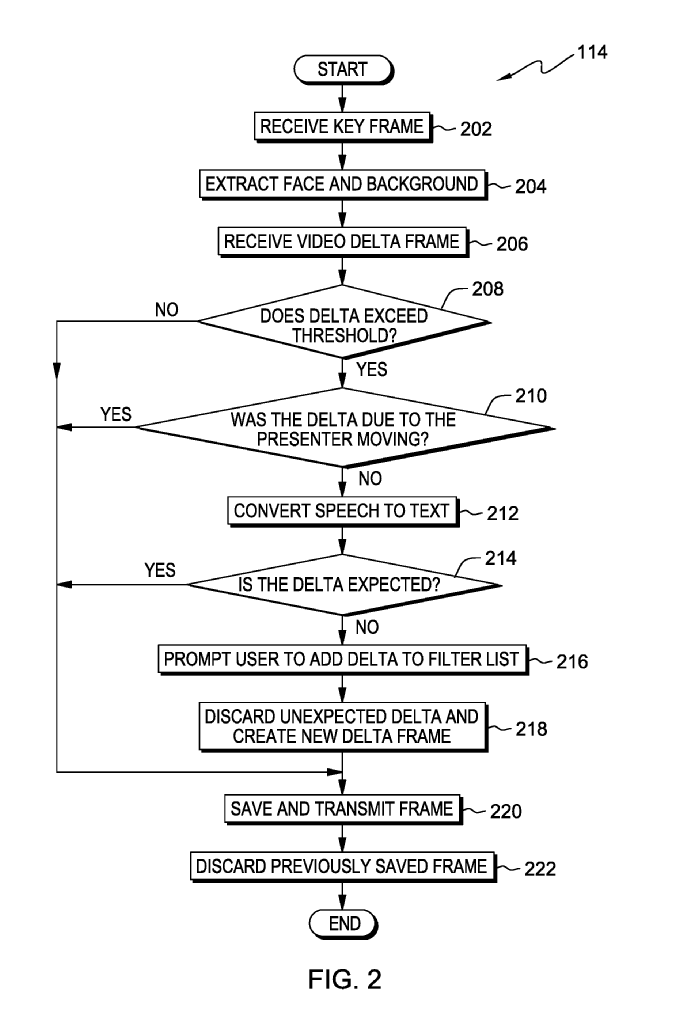 114
START
RECEIVE KEY FRAME 202
EXTRACT FACE AND BACKGROUND 204
RECEIVE VIDEO DELTA FRAME 206
208
NO
DOES DELTA EXCEED
THRESHOLD?
YES
210
YES
WAS THE DELTA DUE TO THE
PRESENTER MOVING?
NO
CONVERT SPEECH TO TEXT 212
214
YES
IS THE DELTA EXPECTED?
NO
PROMPT USER TO ADD DELTA TO FILTER LIST 216
DISCARD UNEXPECTED DELTA AND
CREATE NEW DELTA FRAME 218
SAVE AND TRANSMIT FRAME 220
DISCARD PREVIOUSLY SAVED FRAME 222
END
FIG. 2